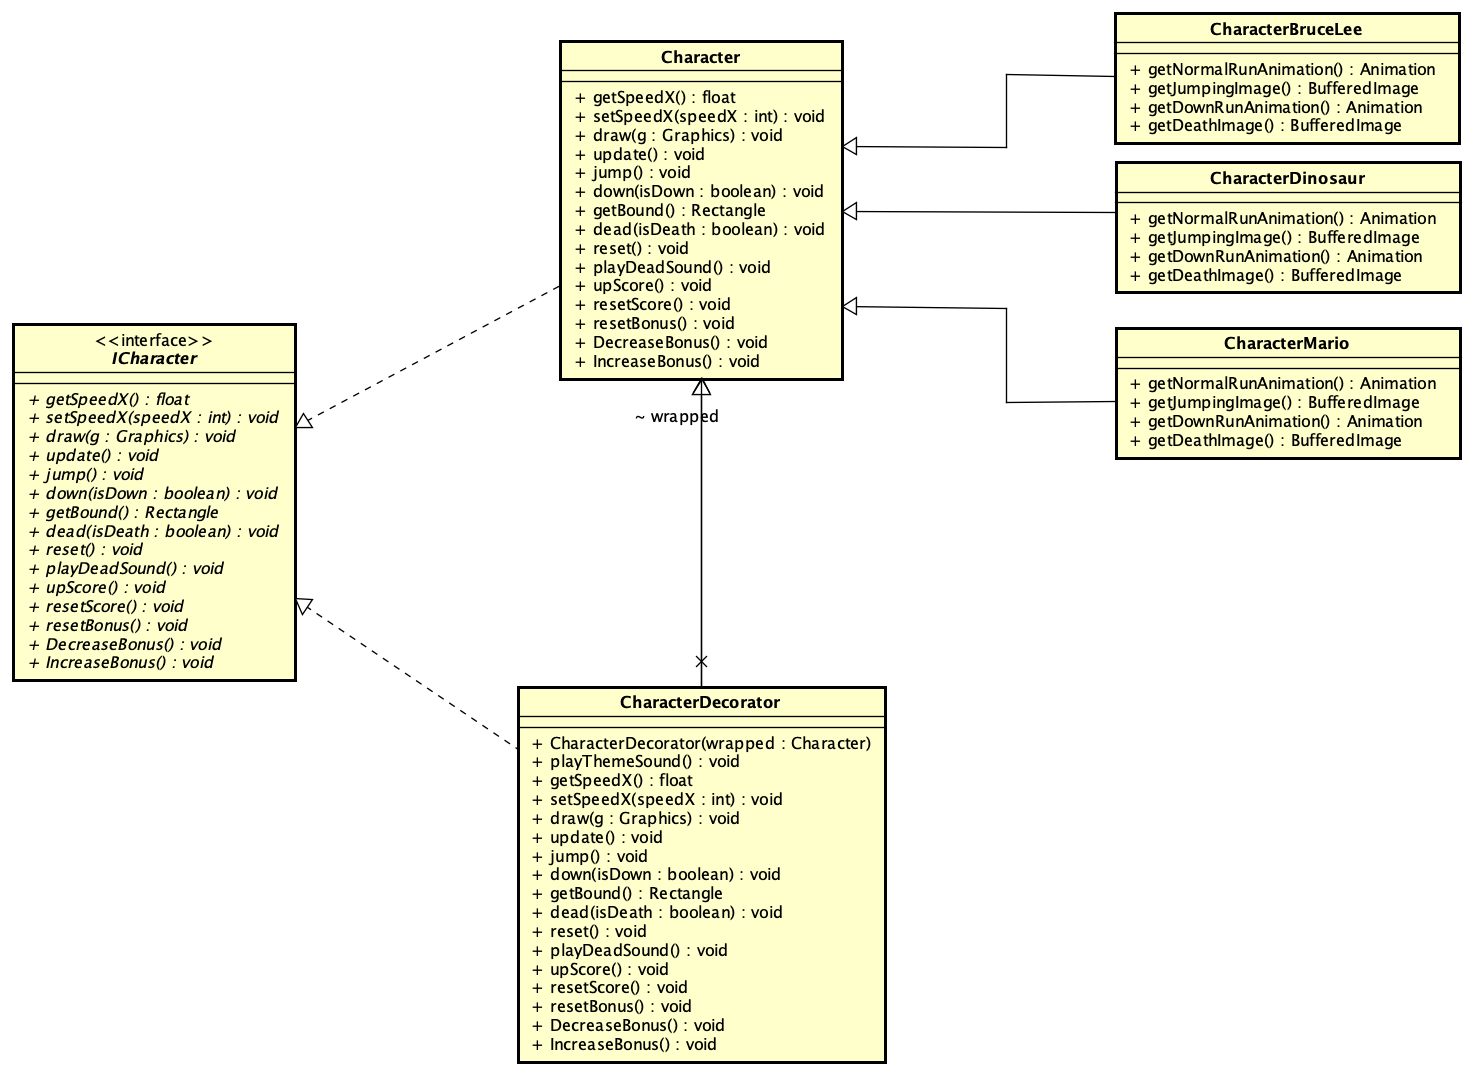 <<interface>>
ICharacter
+ getSpeedX() : float
+ setSpeedX(speedX : int) : void
+ draw(g : Graphics) : void
+ update() : void
+ jump() : void
+ down(isDown : boolean) : void
+ getBound() : Rectangle
+ dead(isDeath : boolean) : void
+ reset() : void
+ playDeadSound() : void
+ upScore() : void
+ resetScore() : void
+ resetBonus() : void
+ DecreaseBonus() : void
+ IncreaseBonus() : void
Character
+ getSpeedX() : float
+ setSpeedX(speedX : int) : void
+ draw(g : Graphics) : void
+ update() : void
+ jump() : void
+ down(isDown : boolean) : void
+ getBound() : Rectangle
+ dead(isDeath : boolean) : void
+ reset() : void
+ playDeadSound() : void
+ upScore() : void
+ resetScore() : void
+ resetBonus() : void
+ DecreaseBonus() : void
+ IncreaseBonus() : void
~ wrapped
CharacterDecorator
+ CharacterDecorator(wrapped : Character)
+ playThemeSound() : void
+ getSpeedX() : float
+ setSpeedX(speedX : int) : void
+ draw(g : Graphics) : void
+ update() : void
+ jump() : void
+ down(isDown : boolean) : void
+ getBound() : Rectangle
+ dead(isDeath : boolean) : void
+ reset() : void
+ playDeadSound() : void
+ upScore() : void
+ resetScore() : void
+ resetBonus() : void
+ DecreaseBonus() : void
+ IncreaseBonus() : void
CharacterBruceLee
+ getNormalRunAnimation() : Animation
+ getJumpingImage() : BufferedImage
+ getDownRunAnimation() : Animation
+ getDeathImage() : BufferedImage
CharacterDinosaur
+ getNormalRunAnimation() : Animation
+ getJumpingImage() : BufferedImage
+ getDownRunAnimation() : Animation
+ getDeathImage() : BufferedImage
CharacterMario
+ getNormalRunAnimation() : Animation
+ getJumpingImage() : BufferedImage
+ getDownRunAnimation() : Animation
+ getDeathImage() : BufferedImage